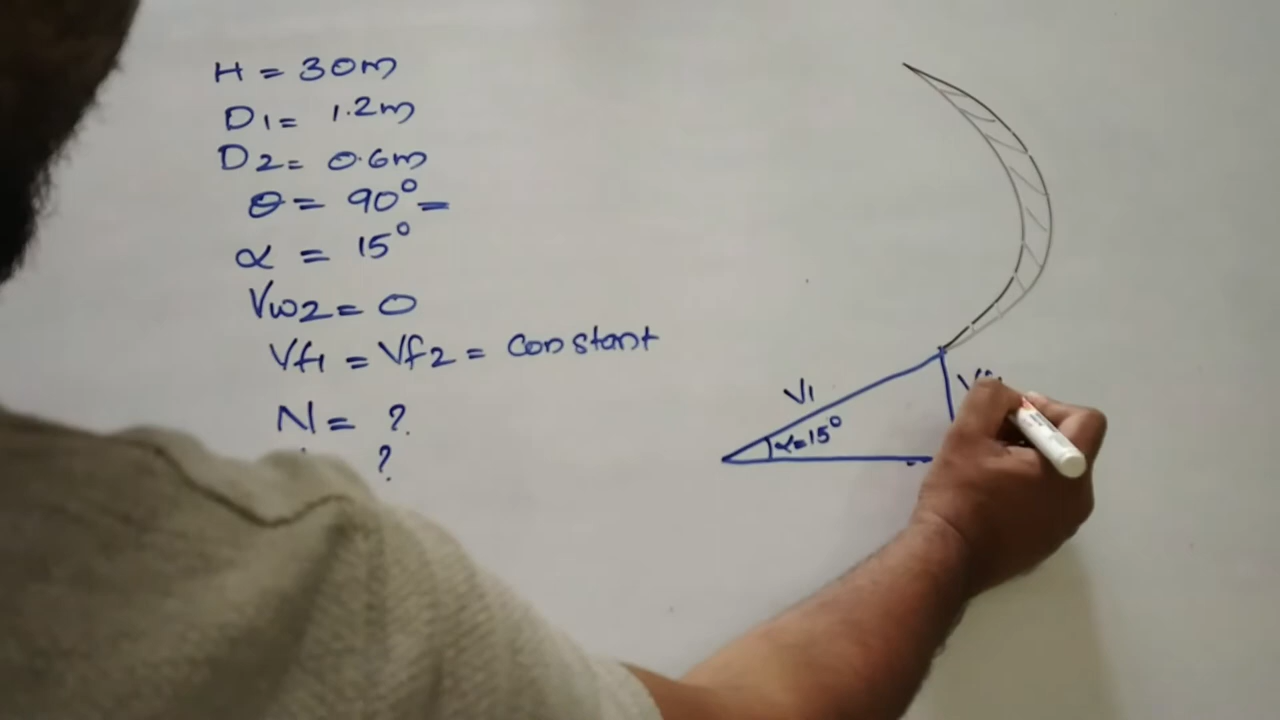 H = 30m
D1 = 1.2m
D2 = 0.6m
θ = 90° =
α = 15°
Vw2 = 0
Vf1 = Vf2 = constant
N = ?
?
V1
α=15°